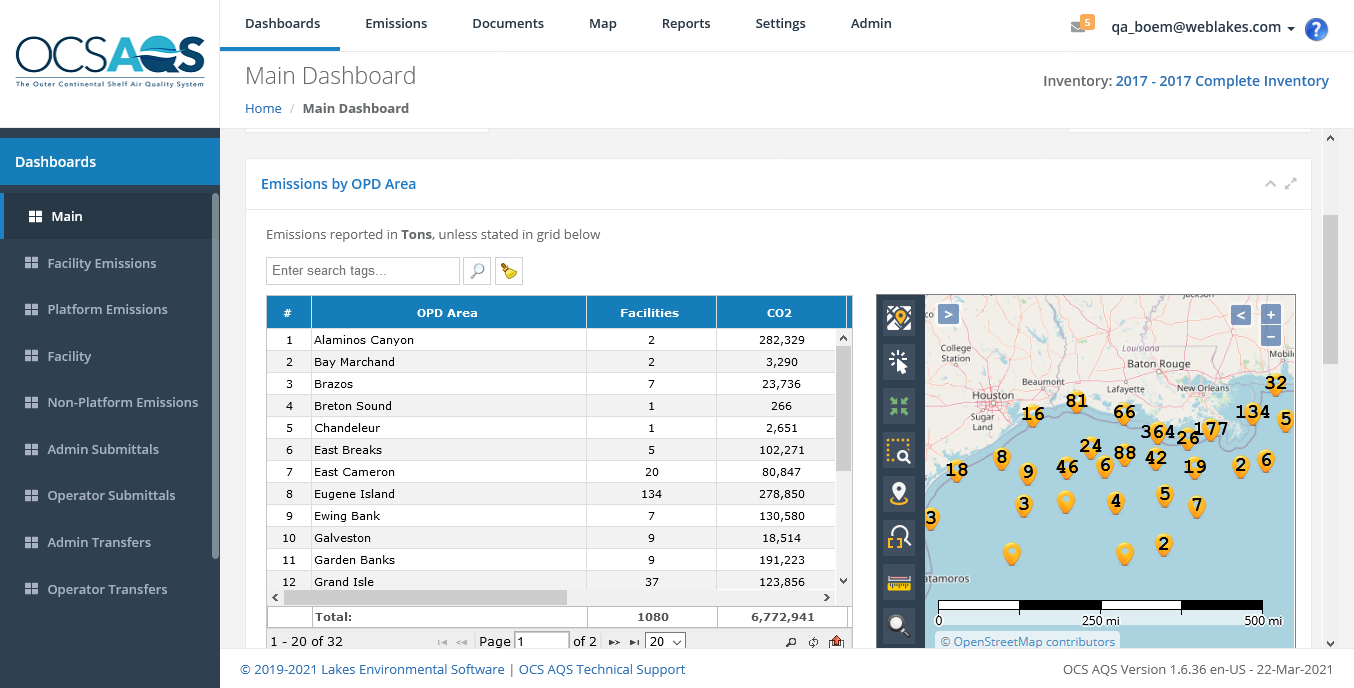 Dashboards Emissions Documents Map Reports Settings Admin
5
qa_boem@weblakes.com
?
OCSAQS
The Outer Continental Shelf Air Quality System
Main Dashboard
Inventory: 2017 - 2017 Complete Inventory
Home / Main Dashboard
Dashboards
Main
Facility Emissions
Platform Emissions
Facility
Non-Platform Emissions
Admin Submittals
Operator Submittals
Admin Transfers
Operator Transfers
Emissions by OPD Area
Emissions reported in Tons, unless stated in grid below
Enter search tags...
# OPD Area Facilities CO2
1 Alaminos Canyon 2 282,329
2 Bay Marchand 2 3,290
3 Brazos 7 23,736
4 Breton Sound 1 266
5 Chandeleur 1 2,651
6 East Breaks 5 102,271
7 East Cameron 20 80,847
8 Eugene Island 134 278,850
9 Ewing Bank 7 130,580
10 Galveston 9 18,514
11 Garden Banks 9 191,223
12 Grand Isle 37 123,856
Total: 1080 6,772,941
1 - 20 of 32
Page 1 of 2 20
> < +
−
College
Station
Louisiana
Baton Rouge
Mobile
Beaumont
Lafayette
New Orleans
Houston
Sugar
Land
32
81
16
66
134
5
364
26
177
24
88
42
8
18
9
46
6
19
2
6
3
4
5
7
3
2
atamoros
0 250 mi 500 mi
© OpenStreetMap contributors
© 2019-2021 Lakes Environmental Software | OCS AQS Technical Support
OCS AQS Version 1.6.36 en-US - 22-Mar-2021